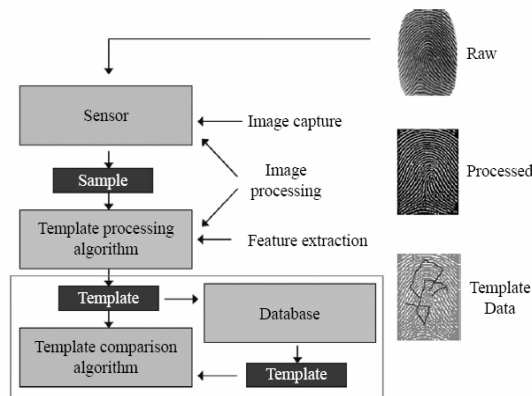 Raw
Sensor
Image capture
Sample
Image
processing
Processed
Template processing
algorithm
Feature extraction
Template
Database
Template
Data
Template comparison
algorithm
Template